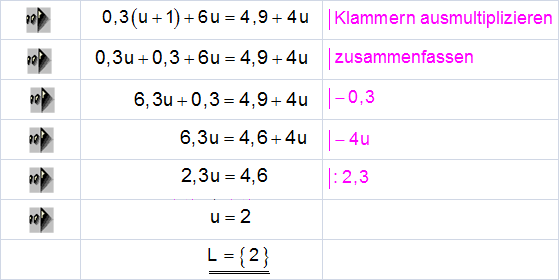 0,3(u+1)+6u=4,9+4u |Klammern ausmultiplizieren
0,3u+0,3+6u=4,9+4u |zusammenfassen
6,3u+0,3=4,9+4u |−0,3
6,3u=4,6+4u |−4u
2,3u=4,6 |:2,3
u=2
L={2}